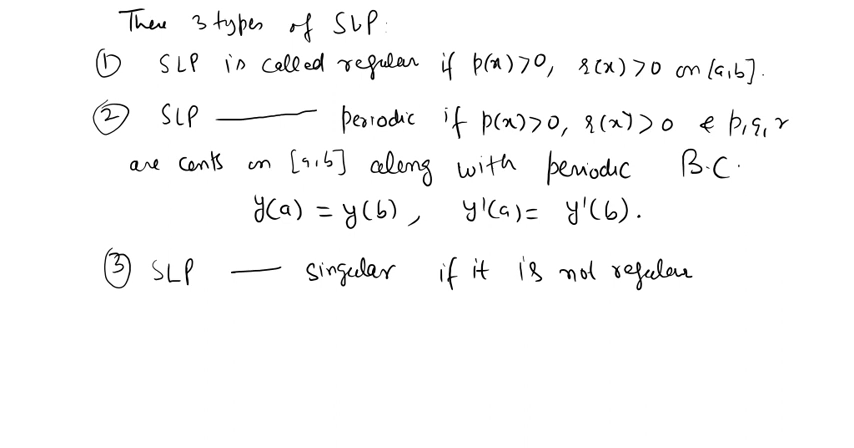 There 3 types of SLP:
① SLP is called regular if p(x)>0, r(x)>0 on [a,b].
② SLP ——— periodic if p(x)>0, r(x)>0 & p,q,r
are conts on [a,b] along with periodic B.C.
y(a) = y(b), y'(a) = y'(b).
③ SLP —— singular if it is not regular